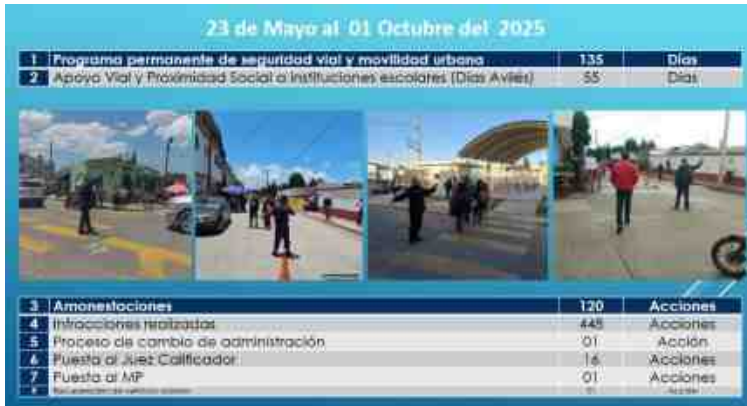 23 de Mayo al 01 Octubre del 2025
1 Programa permanente de seguridad vial y movilidad urbana 135 Días
2 Apoyo Vial y Proximidad Social a Instituciones escolares (Días Aviles) 55 Días
3 Amonestaciones 120 Acciones
4 Infracciones realizadas 445 Acciones
5 Proceso de cambio de administración 01 Acción
6 Puesta al Juez Calificador 16 Acciones
7 Puesta al MP 01 Acciones